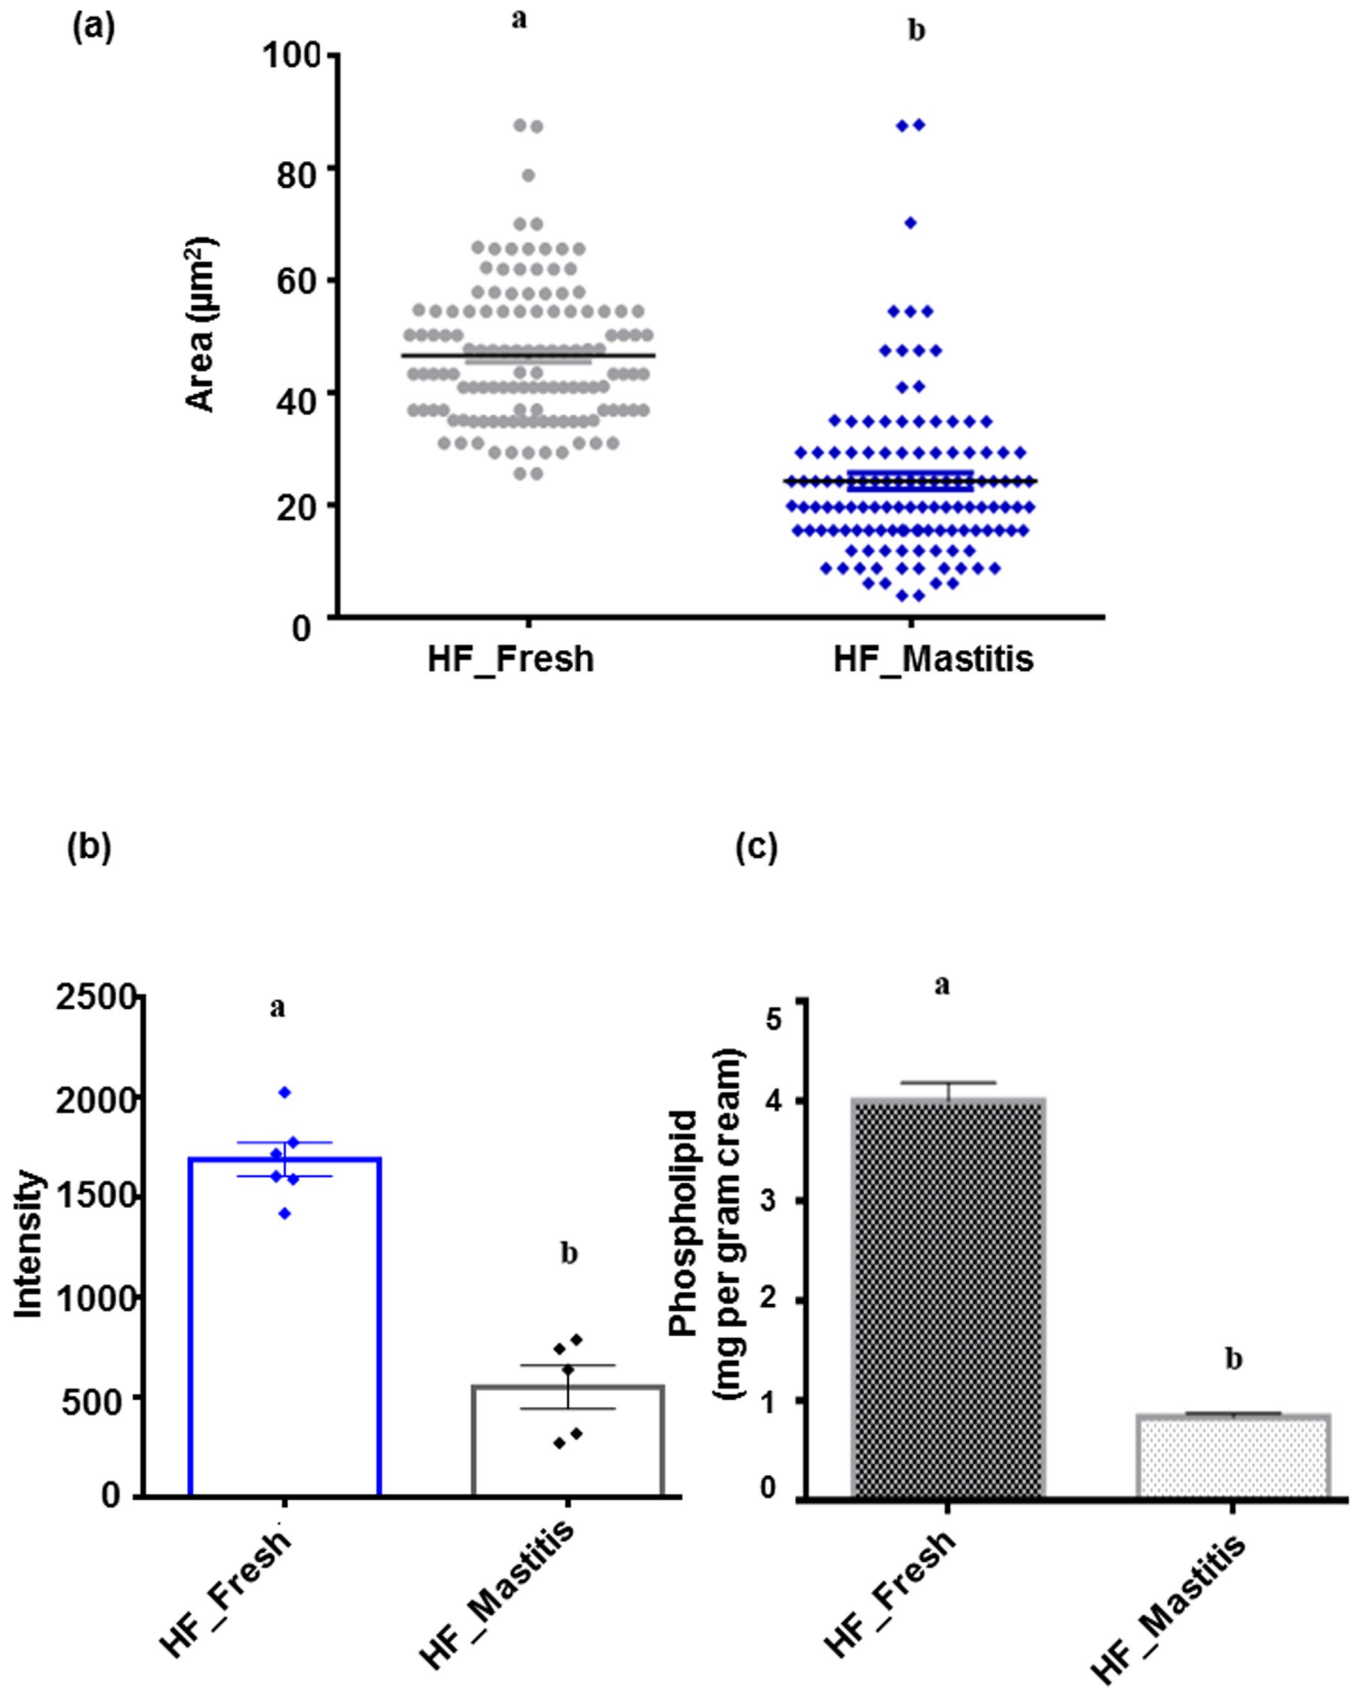 (a)
a
b
100
80
60
40
20
0
Area (µm²)
HF_Fresh
HF_Mastitis
(b)
2500
2000
1500
1000
500
0
Intensity
a
b
HF_Fresh
HF_Mastitis
(c)
5
4
3
2
1
0
Phospholipid
(mg per gram cream)
a
b
HF_Fresh
HF_Mastitis